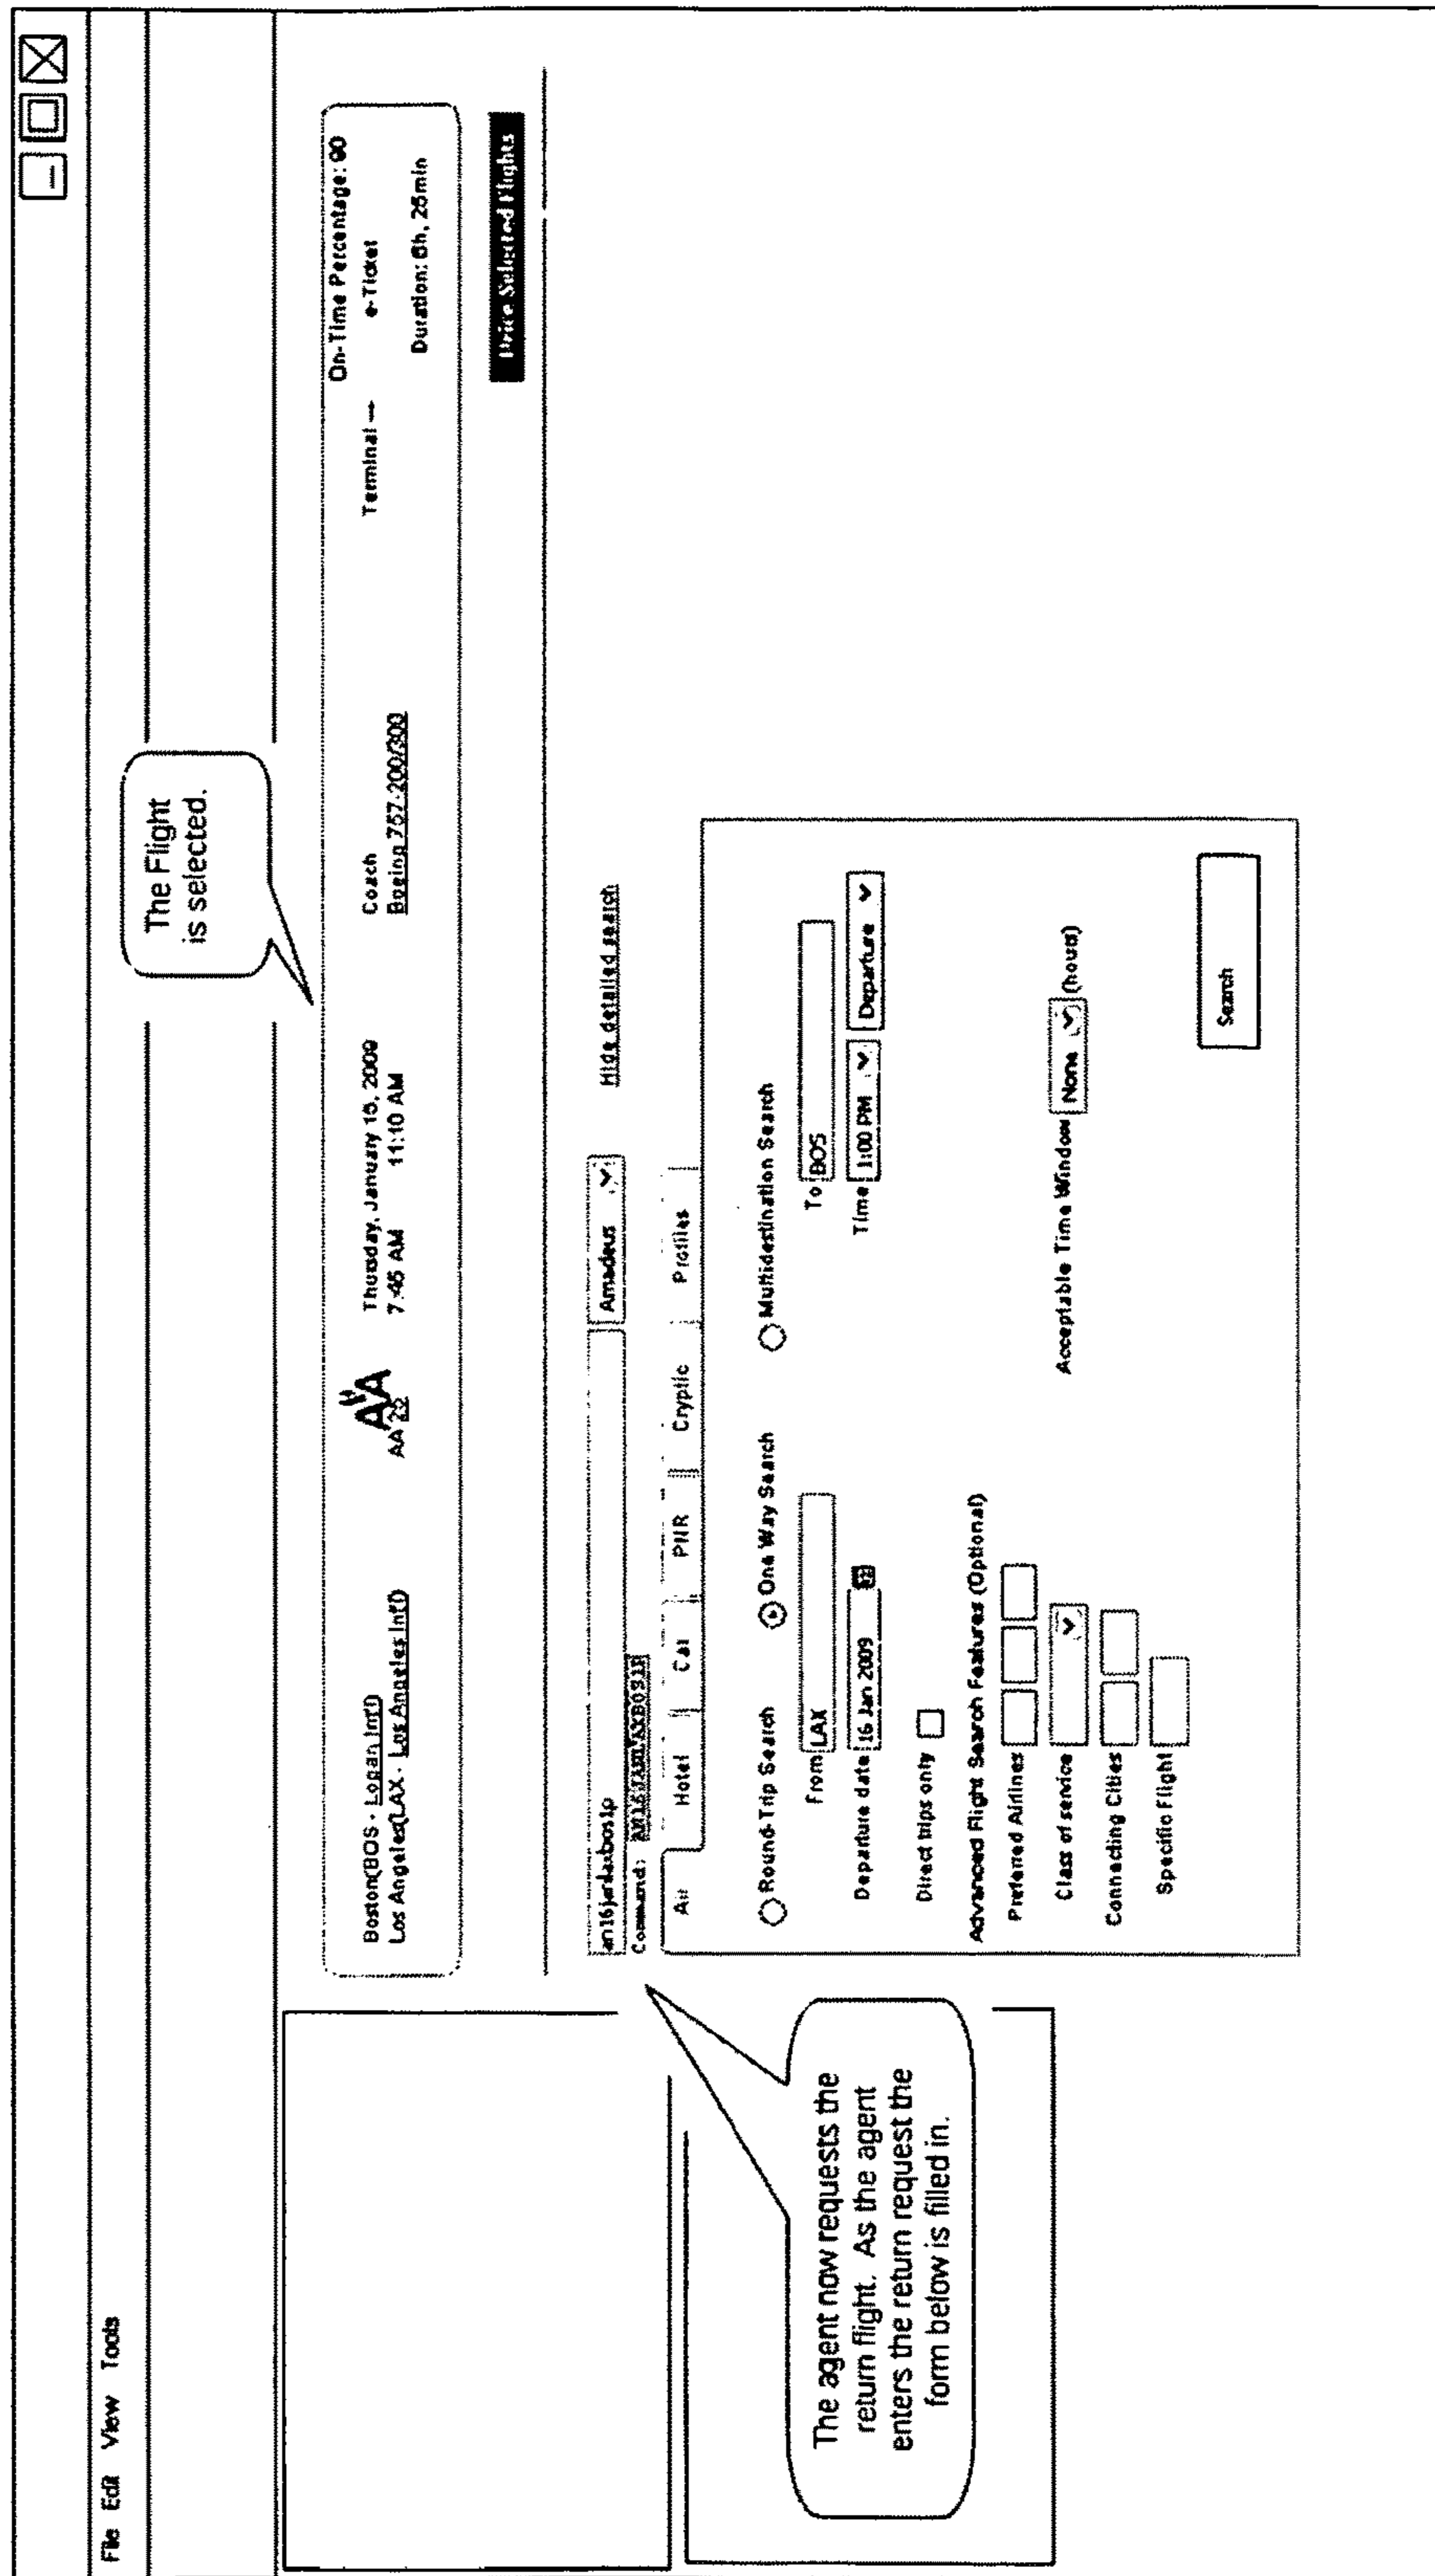 File Edit View Tools
The Flight
is selected.
On-Time Percentage: 90
Boston(BOS - Logan Int'l) Thursday, January 15, 2009 Coach Terminal → e-Ticket
Los Angeles(LAX - Los Angeles Int'l) AA 25 7:45 AM 11:10 AM Boeing 757-200/300
Duration: 6h, 25min
Price Selected Flights
an16janlaxbos1p Amadeus Hide detailed search
Command: AN16JANLAXBOS1P
Air Hotel Car PNR Cryptic Profiles
Round-Trip Search One Way Search Multidestination Search
From LAX To BOS
Departure date 16 Jan 2009 Time 1:00 PM Departure
Direct trips only
Advanced Flight Search Features (Optional)
Preferred Airlines
Class of service Acceptable Time Window None (hours)
Connecting Cities
Specific Flight
Search
The agent now requests the
return flight. As the agent
enters the return request the
form below is filled in.